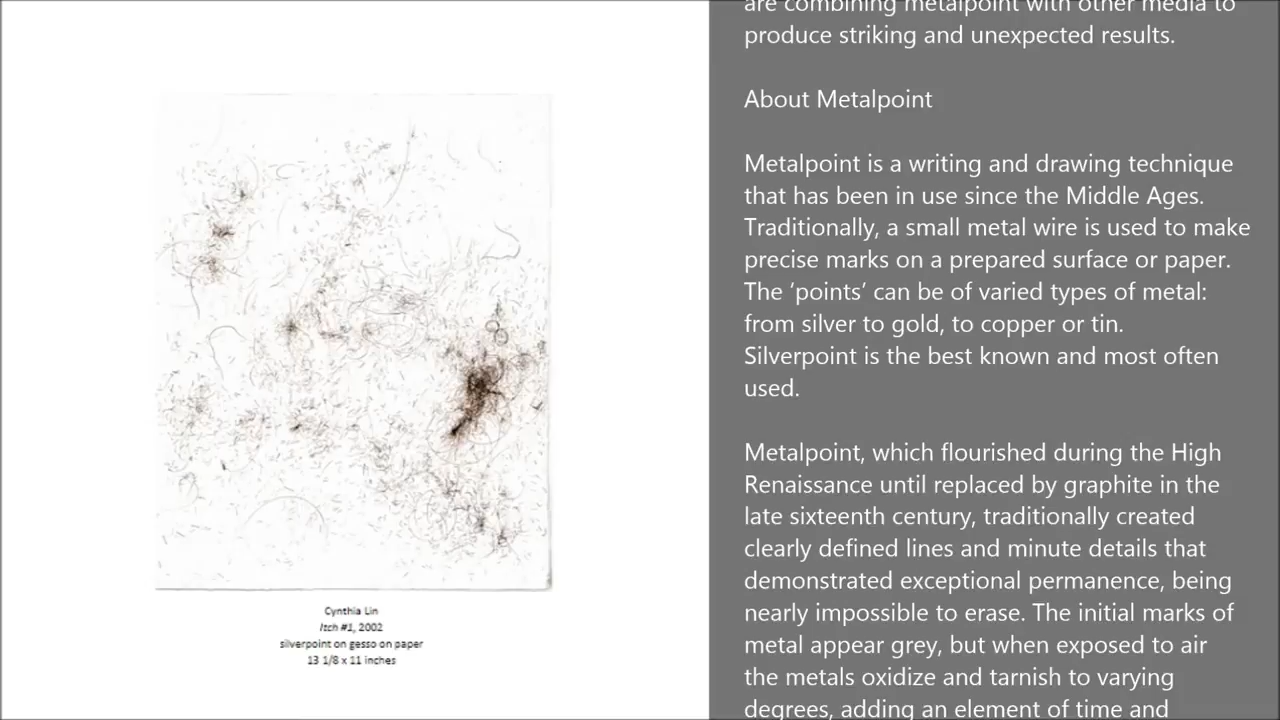 Cynthia Lin
Itch #1, 2002
silverpoint on gesso on paper
13 1/8 x 11 inches
are combining metalpoint with other media to
produce striking and unexpected results.
About Metalpoint
Metalpoint is a writing and drawing technique
that has been in use since the Middle Ages.
Traditionally, a small metal wire is used to make
precise marks on a prepared surface or paper.
The ‘points’ can be of varied types of metal:
from silver to gold, to copper or tin.
Silverpoint is the best known and most often
used.
Metalpoint, which flourished during the High
Renaissance until replaced by graphite in the
late sixteenth century, traditionally created
clearly defined lines and minute details that
demonstrated exceptional permanence, being
nearly impossible to erase. The initial marks of
metal appear grey, but when exposed to air
the metals oxidize and tarnish to varying
degrees, adding an element of time and